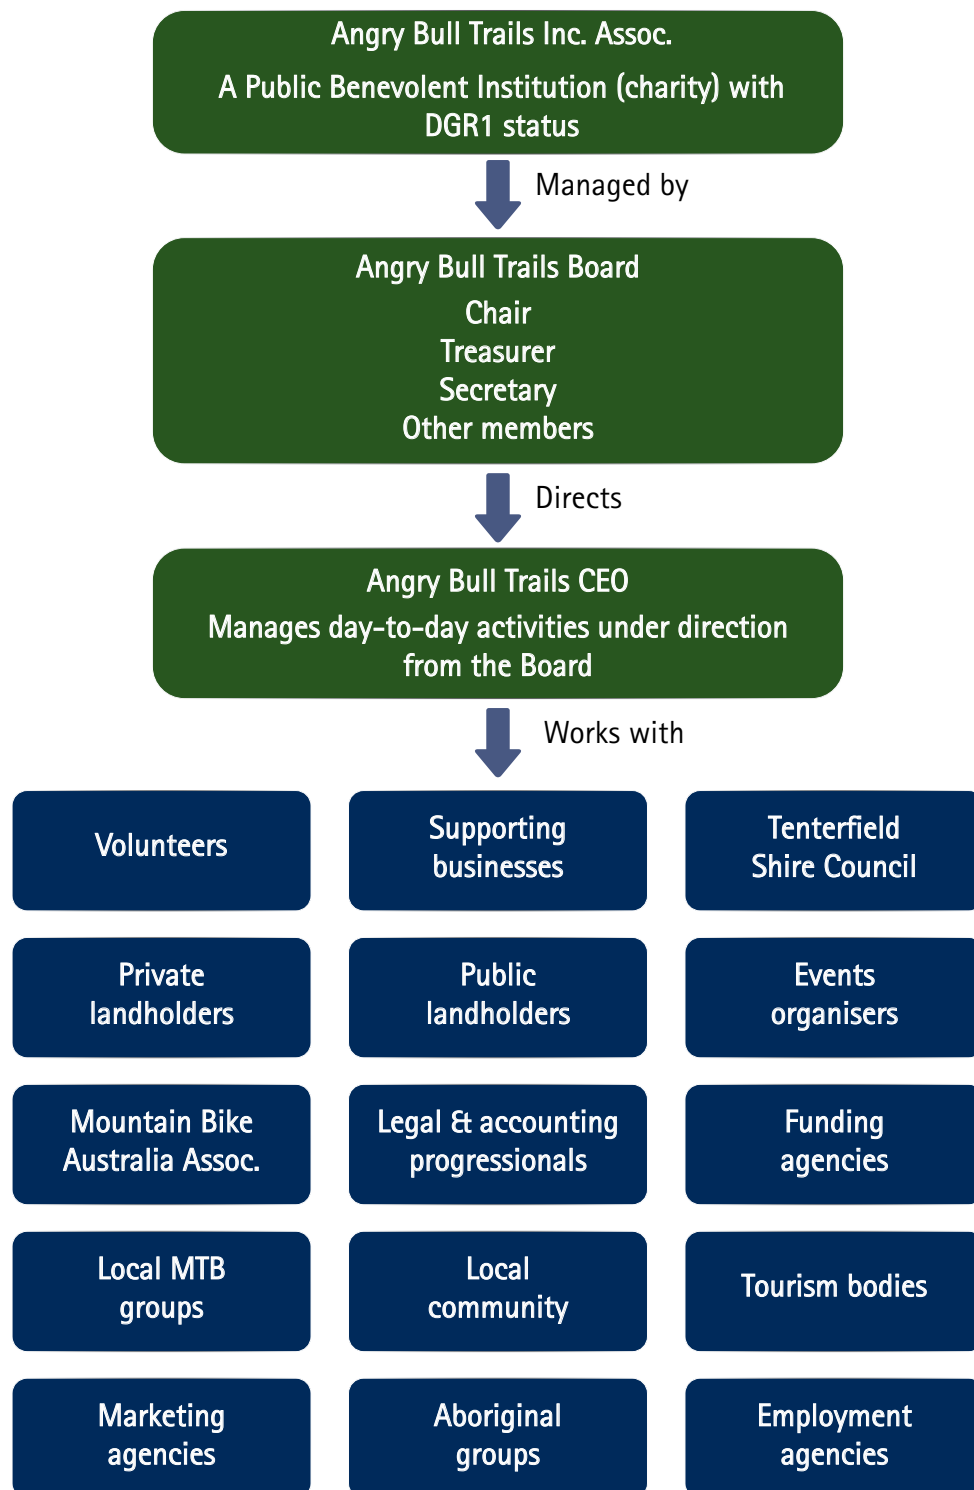 Angry Bull Trails Inc. Assoc.
A Public Benevolent Institution (charity) with
DGR1 status
Managed by
Angry Bull Trails Board
Chair
Treasurer
Secretary
Other members
Directs
Angry Bull Trails CEO
Manages day-to-day activities under direction
from the Board
Works with
Volunteers
Supporting
businesses
Tenterfield
Shire Council
Private
landholders
Public
landholders
Events
organisers
Mountain Bike
Australia Assoc.
Legal & accounting
progressionals
Funding
agencies
Local MTB
groups
Local
community
Tourism bodies
Marketing
agencies
Aboriginal
groups
Employment
agencies